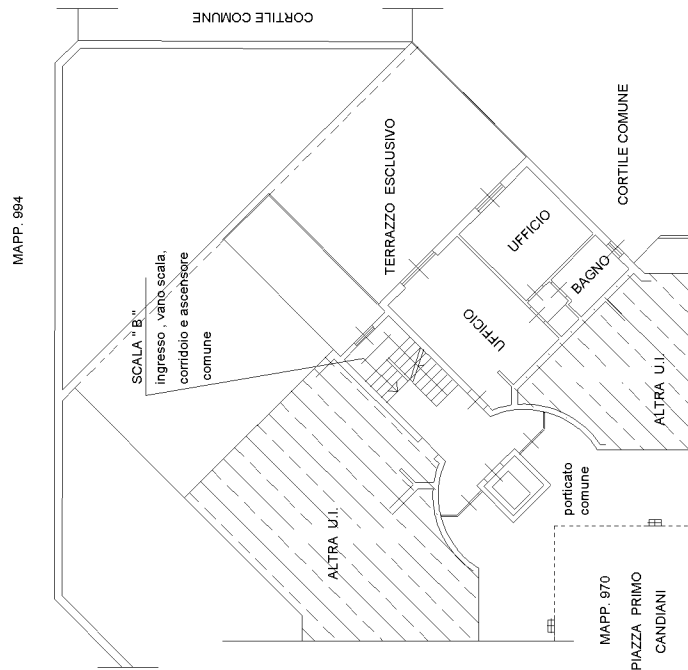 CORTILE COMUNE
MAPP. 994
TERRAZZO ESCLUSIVO
CORTILE COMUNE
UFFICIO
BAGNO
UFFICIO
SCALA " B "
ingresso , vano scala,
corridoio e ascensore
comune
ALTRA U.I.
ALTRA U.I.
porticato
comune
MAPP. 970
PIAZZA PRIMO
CANDIANI